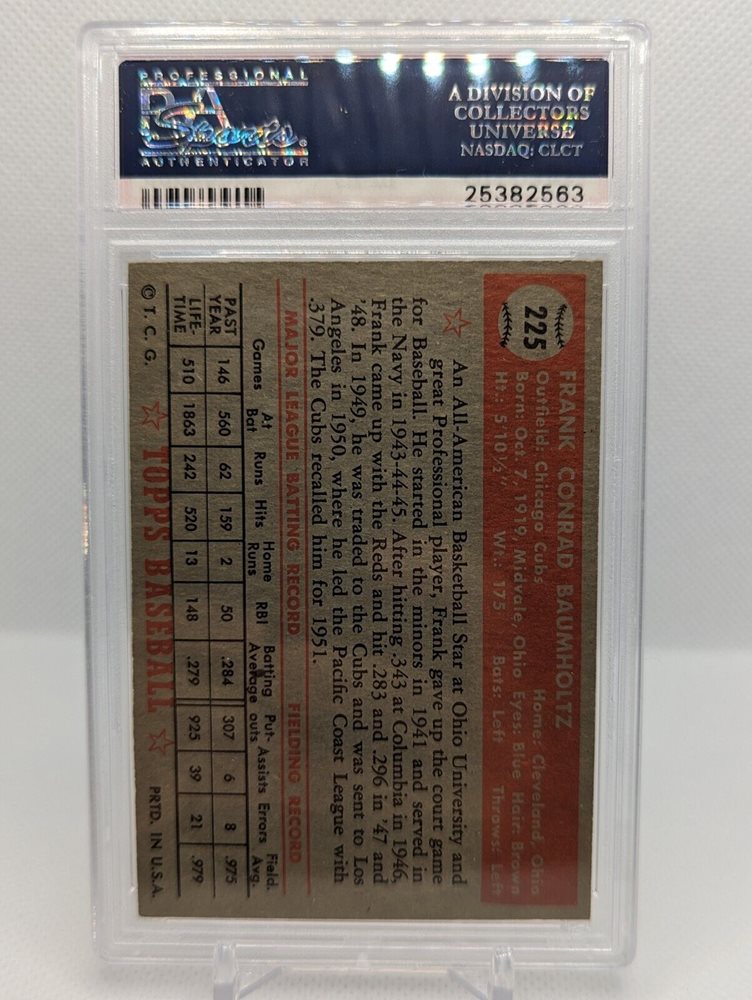 PROFESSIONAL
PSA
Sports
AUTHENTICATOR
A DIVISION OF
COLLECTORS
UNIVERSE
NASDAQ: CLCT
25382563
225
FRANK CONRAD BAUMHOLTZ
Outfield: Chicago Cubs Home: Cleveland, Ohio
Born: Oct. 7, 1919, Midvale, Ohio Eyes: Blue Hair: Brown
Ht.: 5'10½" Wt.: 175 Bats: Left Throws: Left
An All-American Basketball Star at Ohio University and
great Professional player, Frank gave up the court game
for Baseball. He started in the minors in 1941 and served in
the Navy in 1943-44-45. After hitting .343 at Columbia in 1946,
Frank came up with the Reds and hit .283 and .296 in '47 and
'48. In 1949, he was traded to the Cubs and was sent to Los
Angeles in 1950, where he led the Pacific Coast League with
.379. The Cubs recalled him for 1951.
MAJOR LEAGUE BATTING RECORD FIELDING RECORD
Games At Bat Runs Hits Home Runs RBI Batting Average Put-outs Assists Errors Field. Avg.
PAST YEAR 146 560 62 159 2 50 .284 307 6 8 .975
LIFE-TIME 510 1863 242 520 13 148 .279 925 39 21 .979
© T. C. G. TOPPS BASEBALL PRTD. IN U.S.A.